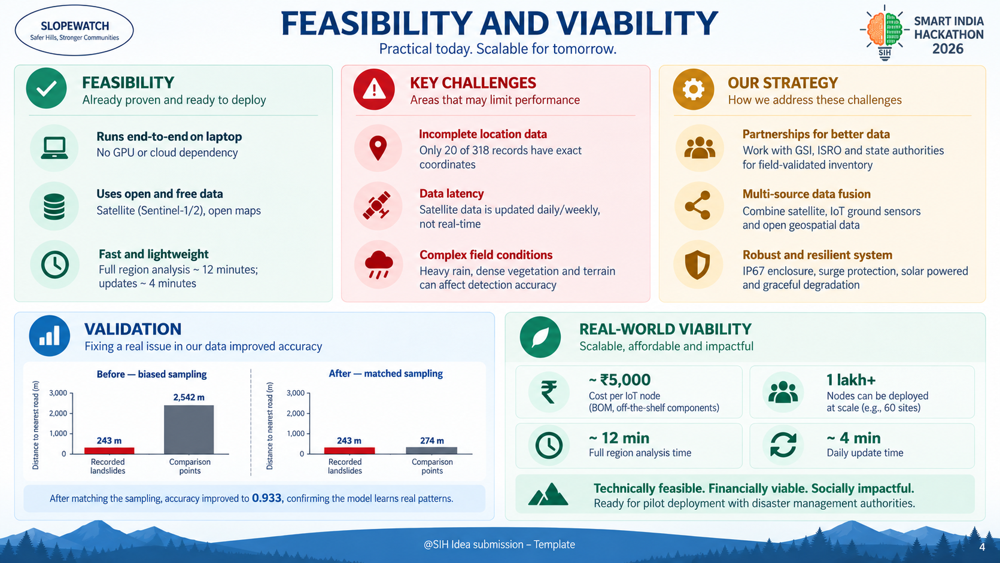 SLOPEWATCH
Safer Hills, Stronger Communities
FEASIBILITY AND VIABILITY
Practical today. Scalable for tomorrow.
SIH
SMART INDIA
HACKATHON
2026
FEASIBILITY
Already proven and ready to deploy
Runs end-to-end on laptop
No GPU or cloud dependency
Uses open and free data
Satellite (Sentinel-1/2), open maps
Fast and lightweight
Full region analysis ~ 12 minutes;
updates ~ 4 minutes
KEY CHALLENGES
Areas that may limit performance
Incomplete location data
Only 20 of 318 records have exact
coordinates
Data latency
Satellite data is updated daily/weekly,
not real-time
Complex field conditions
Heavy rain, dense vegetation and terrain
can affect detection accuracy
OUR STRATEGY
How we address these challenges
Partnerships for better data
Work with GSI, ISRO and state authorities
for field-validated inventory
Multi-source data fusion
Combine satellite, IoT ground sensors
and open geospatial data
Robust and resilient system
IP67 enclosure, surge protection, solar powered
and graceful degradation
VALIDATION
Fixing a real issue in our data improved accuracy
Before — biased sampling
Distance to nearest road (m)
3,000
2,000
1,000
0
243 m
2,542 m
Recorded
landslides
Comparison
points
After — matched sampling
Distance to nearest road (m)
3,000
2,000
1,000
0
243 m
274 m
Recorded
landslides
Comparison
points
After matching the sampling, accuracy improved to 0.933, confirming the model learns real patterns.
REAL-WORLD VIABILITY
Scalable, affordable and impactful
₹
~ ₹5,000
Cost per IoT node
(BOM, off-the-shelf components)
1 lakh+
Nodes can be deployed
at scale (e.g., 60 sites)
~ 12 min
Full region analysis time
~ 4 min
Daily update time
Technically feasible. Financially viable. Socially impactful.
Ready for pilot deployment with disaster management authorities.
@SIH Idea submission – Template
4